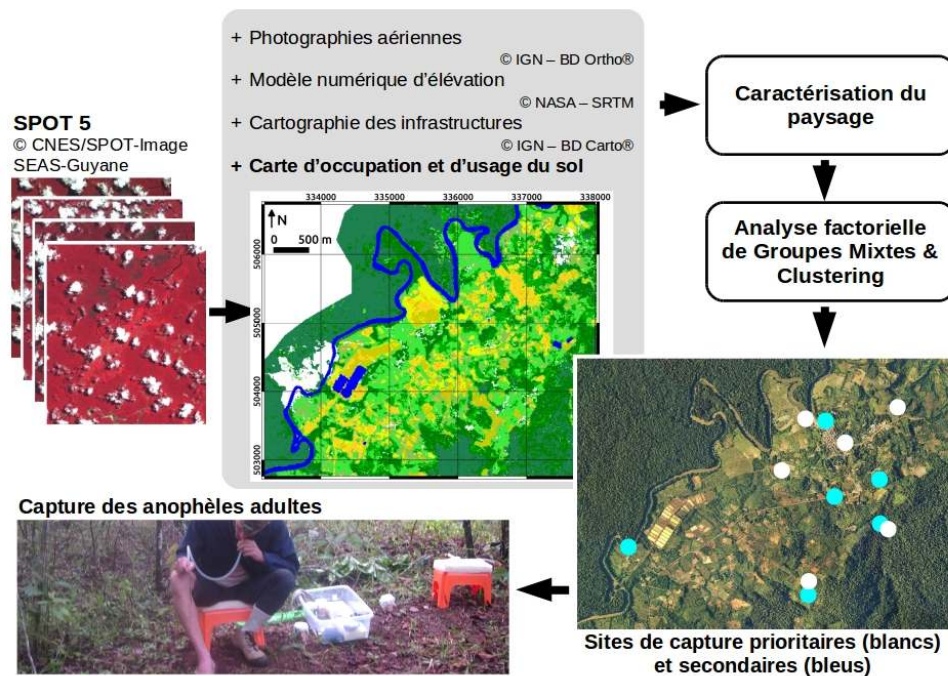 SPOT 5
© CNES/SPOT-Image
SEAS-Guyane
+ Photographies aériennes
© IGN – BD Ortho®
+ Modèle numérique d'élévation
© NASA – SRTM
+ Cartographie des infrastructures
© IGN – BD Carto®
+ Carte d'occupation et d'usage du sol
334000 335000 336000 337000 338000
N
0 500 m
506000
505000
504000
503000
Caractérisation du
paysage
Analyse factorielle
de Groupes Mixtes &
Clustering
Sites de capture prioritaires (blancs)
et secondaires (bleus)
Capture des anophèles adultes